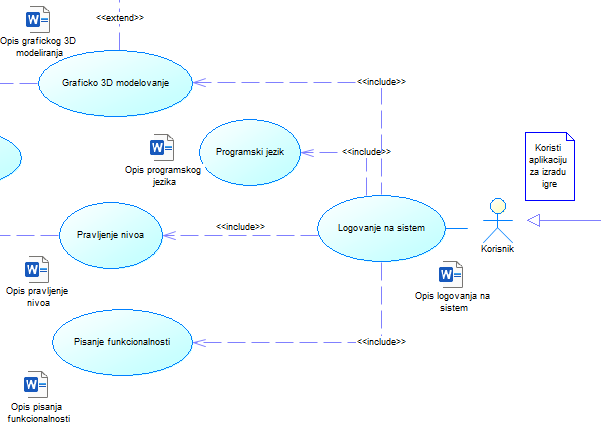 <<extend>>
Opis grafickog 3D
modeliranja
Graficko 3D modelovanje
<<include>>
Programski jezik
<<include>>
Opis programskog
jezika
Koristi
aplikaciju
za izradu
igre
Pravljenje nivoa
<<include>>
Logovanje na sistem
Korisnik
Opis pravljenje
nivoa
Opis logovanja na
sistem
Pisanje funkcionalnosti
<<include>>
Opis pisanja
funkcionalnosti